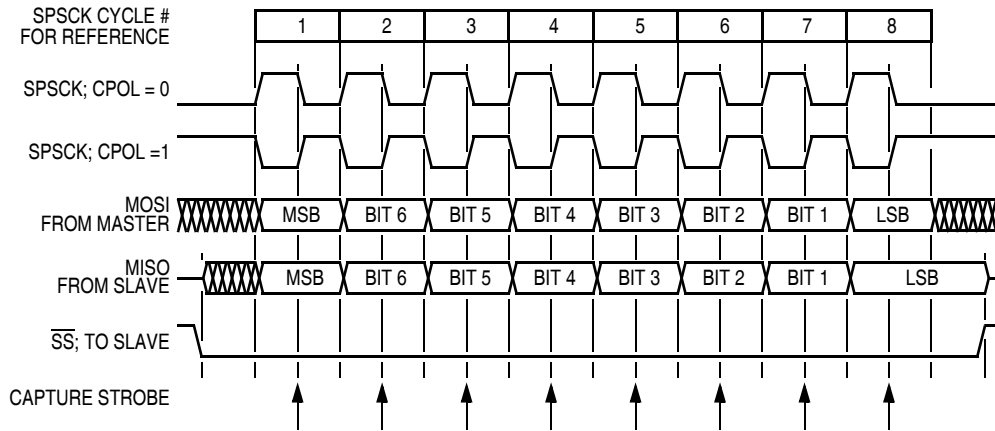 SPSCK CYCLE #
FOR REFERENCE
1 2 3 4 5 6 7 8
SPSCK; CPOL = 0
SPSCK; CPOL =1
MOSI
FROM MASTER
MSB BIT 6 BIT 5 BIT 4 BIT 3 BIT 2 BIT 1 LSB
MISO
FROM SLAVE
MSB BIT 6 BIT 5 BIT 4 BIT 3 BIT 2 BIT 1 LSB
SS; TO SLAVE
CAPTURE STROBE